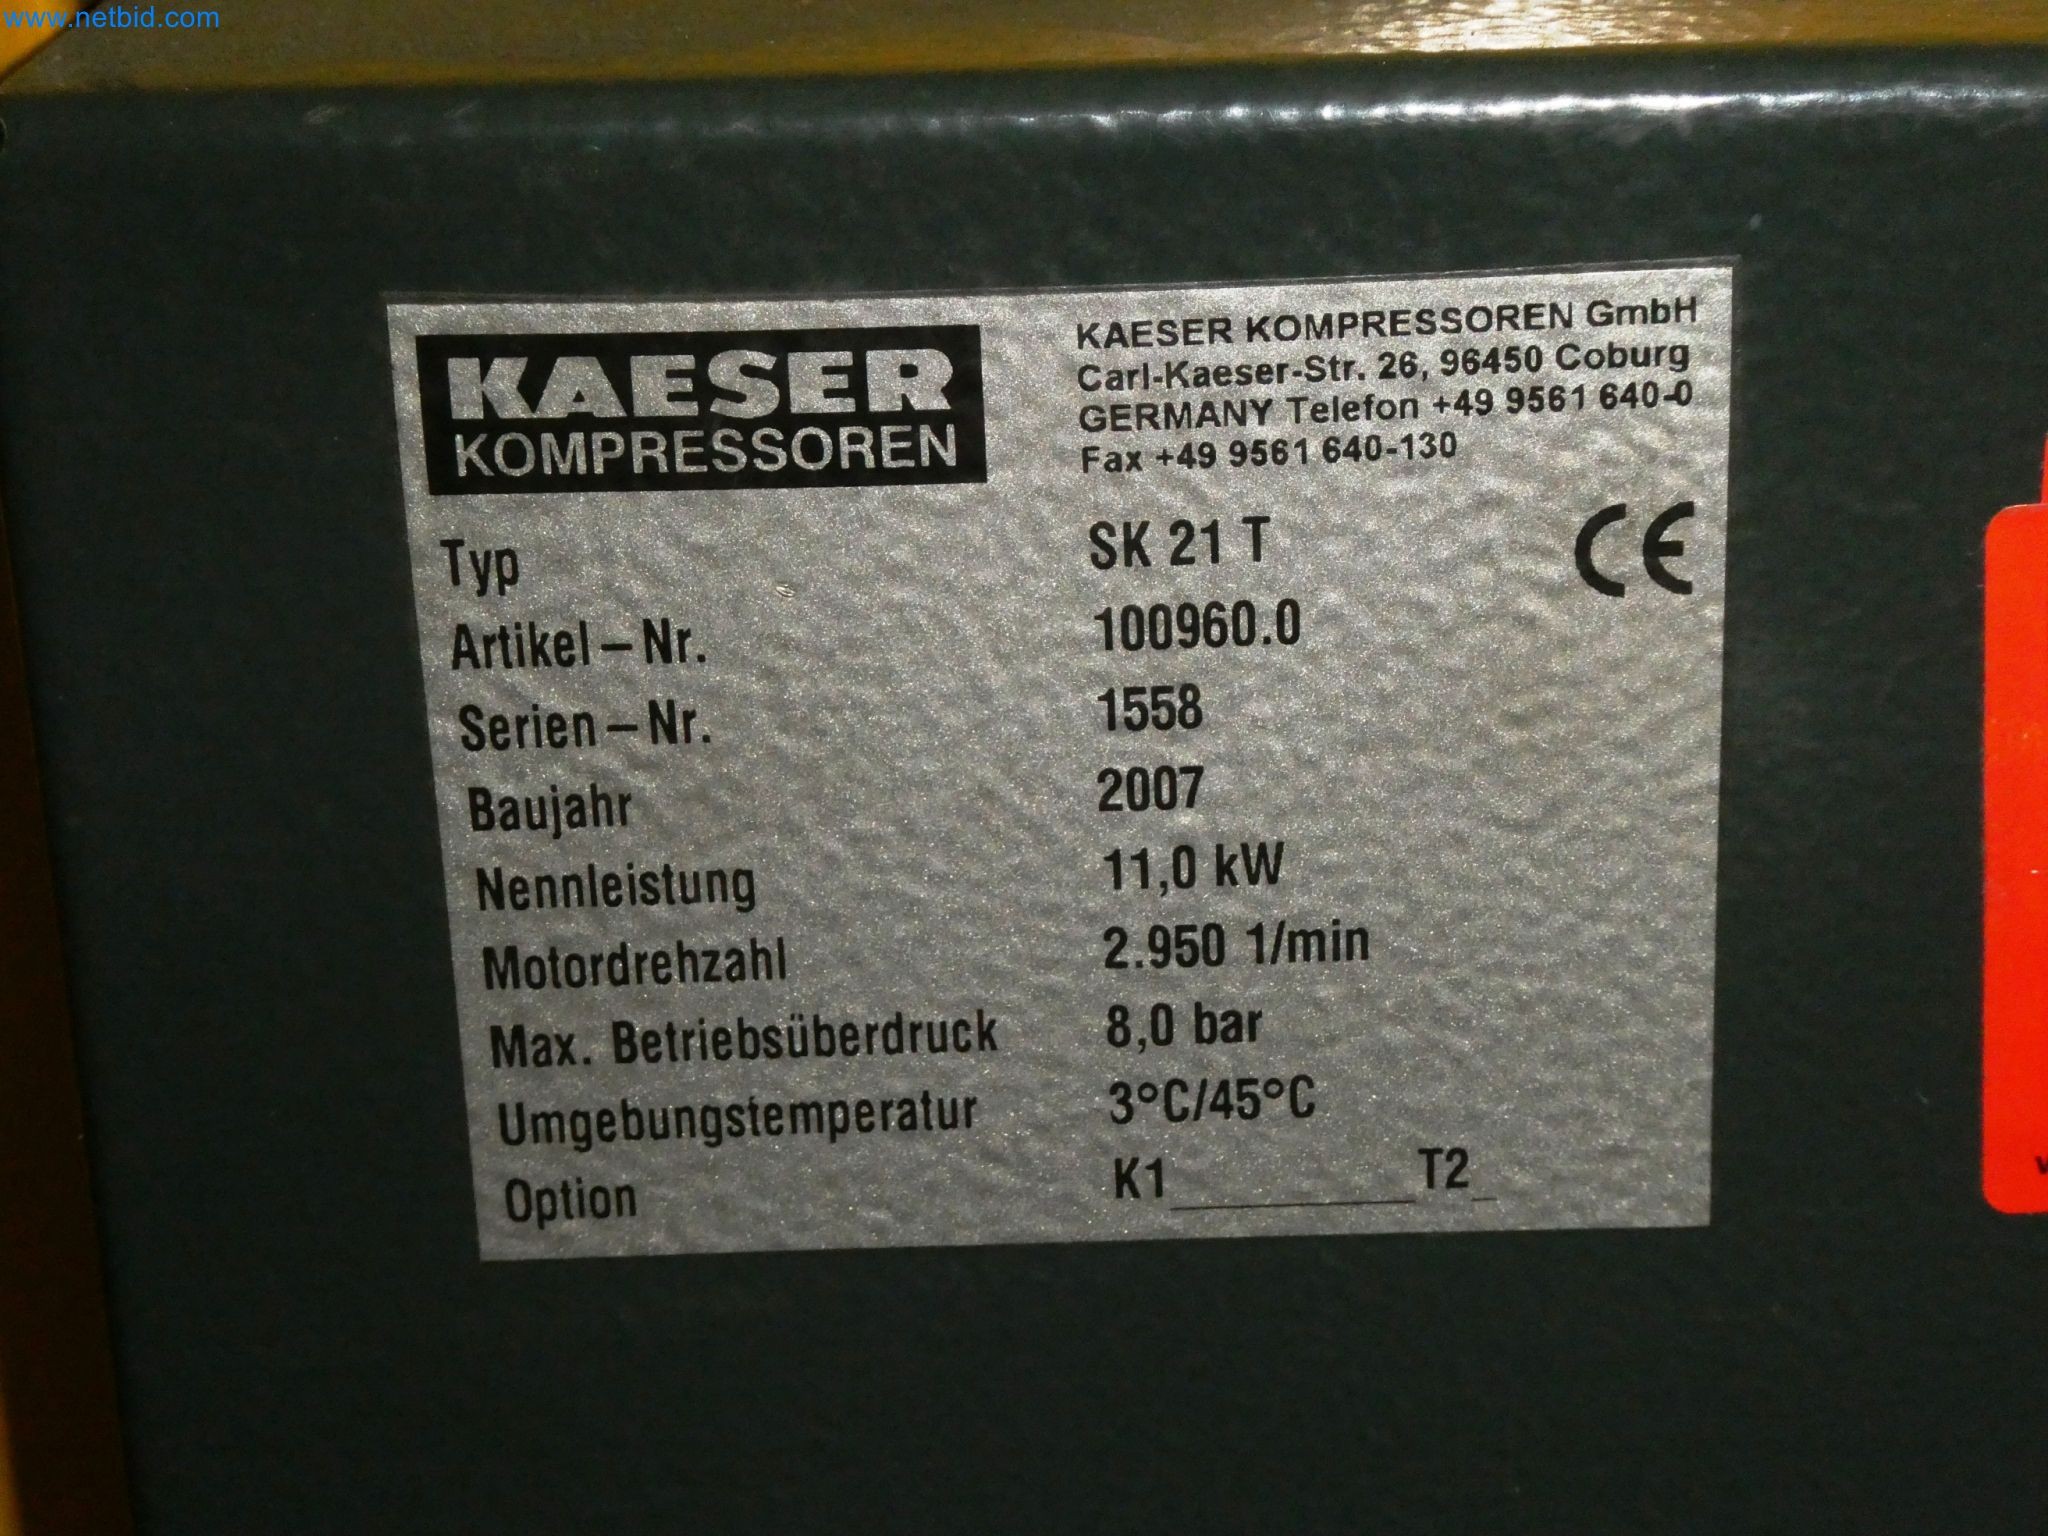 www.netbid.com
KAESER
KOMPRESSOREN
KAESER KOMPRESSOREN GmbH
Carl-Kaeser-Str. 26, 96450 Coburg
GERMANY Telefon +49 9561 640-0
Fax +49 9561 640-130
CE
Typ SK 21 T
Artikel–Nr. 100960.0
Serien–Nr. 1558
Baujahr 2007
Nennleistung 11,0 kW
Motordrehzahl 2.950 1/min
Max. Betriebsüberdruck 8,0 bar
Umgebungstemperatur 3°C/45°C
Option K1__________T2_